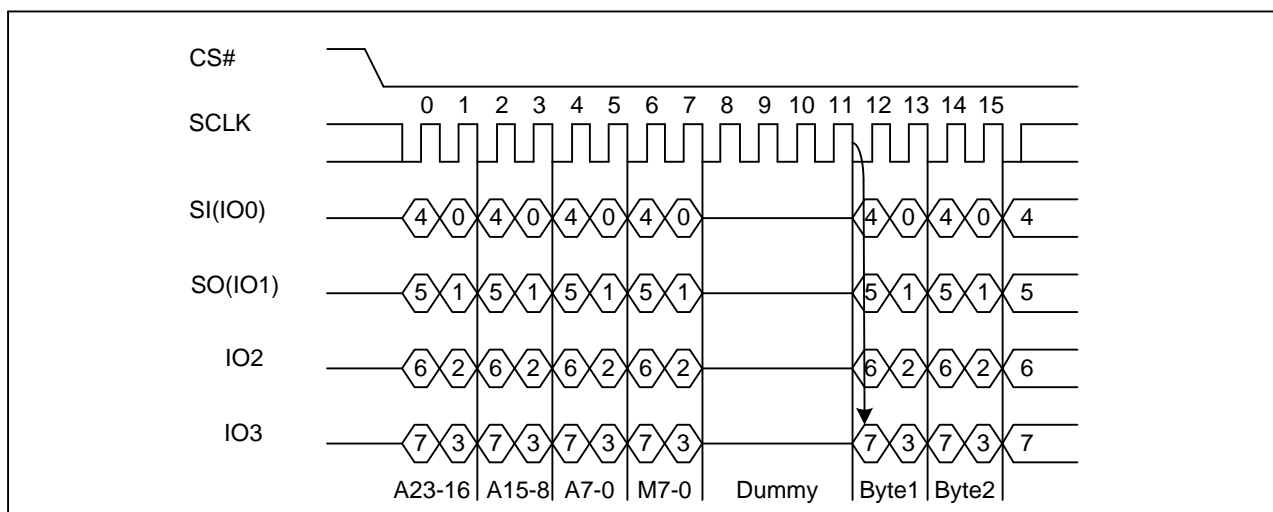 CS#
0 1 2 3 4 5 6 7 8 9 10 11 12 13 14 15
SCLK
SI(IO0) 4 0 4 0 4 0 4 0 4 0 4 0 4
SO(IO1) 5 1 5 1 5 1 5 1 5 1 5 1 5
IO2 6 2 6 2 6 2 6 2 6 2 6 2 6
IO3 7 3 7 3 7 3 7 3 7 3 7 3 7
A23-16 A15-8 A7-0 M7-0 Dummy Byte1 Byte2